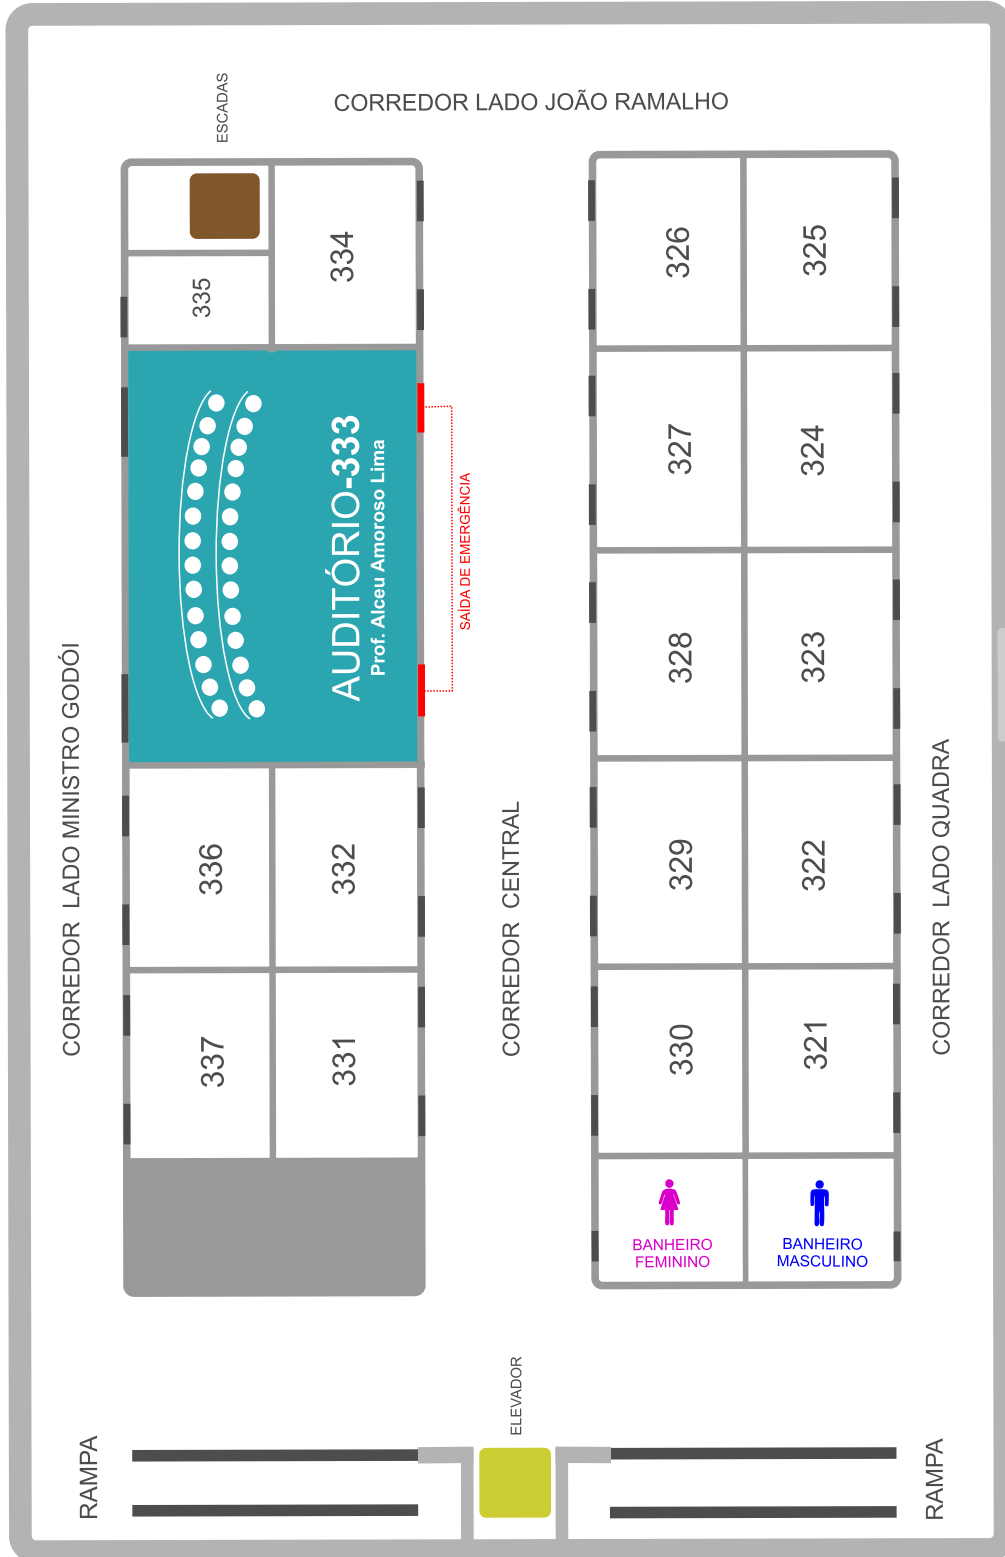 CORREDOR LADO JOÃO RAMALHO
ESCADAS
334
335
326
325
AUDITÓRIO-333
Prof. Alceu Amoroso Lima
SAÍDA DE EMERGÊNCIA
327
324
328
323
CORREDOR LADO MINISTRO GODÓI
CORREDOR CENTRAL
CORREDOR LADO QUADRA
336
332
329
322
337
331
330
321
BANHEIRO
FEMININO
BANHEIRO
MASCULINO
ELEVADOR
RAMPA
RAMPA